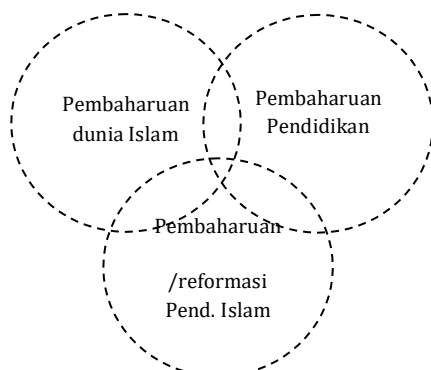 Pembaharuan
dunia Islam
Pembaharuan
Pendidikan
Pembaharuan
/reformasi
Pend. Islam